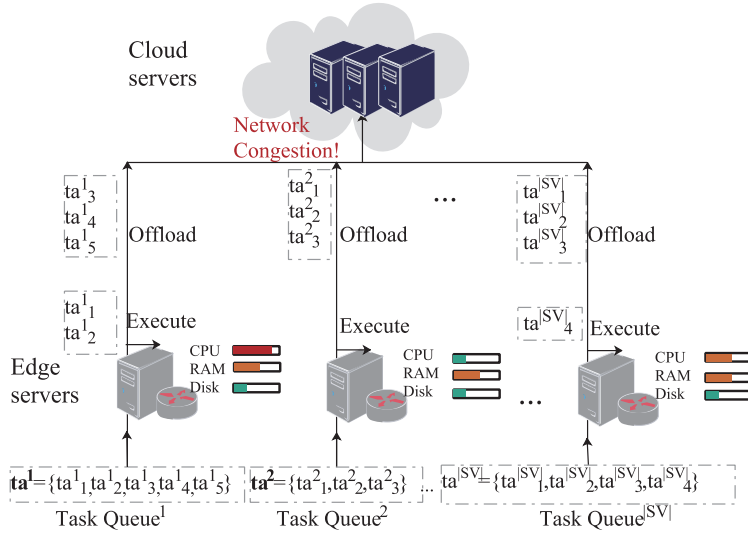 Cloud
servers
Network
Congestion!
ta¹₃
ta¹₄
ta¹₅
Offload
ta²₁
ta²₂
ta²₃
Offload
...
ta|SV|₁
ta|SV|₂
ta|SV|₃
Offload
ta¹₁
ta¹₂
Execute
Execute
ta|SV|₄
Execute
Edge
servers
CPU
RAM
Disk
CPU
RAM
Disk
...
CPU
RAM
Disk
ta¹={ta¹₁,ta¹₂,ta¹₃,ta¹₄,ta¹₅}
ta²={ta²₁,ta²₂,ta²₃}
...
ta|SV|={ta|SV|₁,ta|SV|₂,ta|SV|₃,ta|SV|₄}
Task Queue¹
Task Queue²
Task Queue|SV|